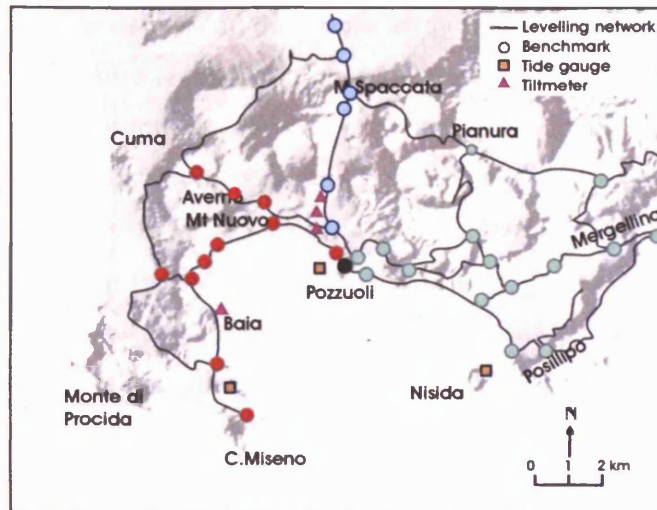 Levelling network
Benchmark
Tide gauge
Tiltmeter
M.Spaccata
Cuma
Pianura
Averno
Mt Nuovo
Mergellina
Pozzuoli
Baia
Posillipo
Monte di
Procida
Nisida
C.Miseno
N
0 1 2 km